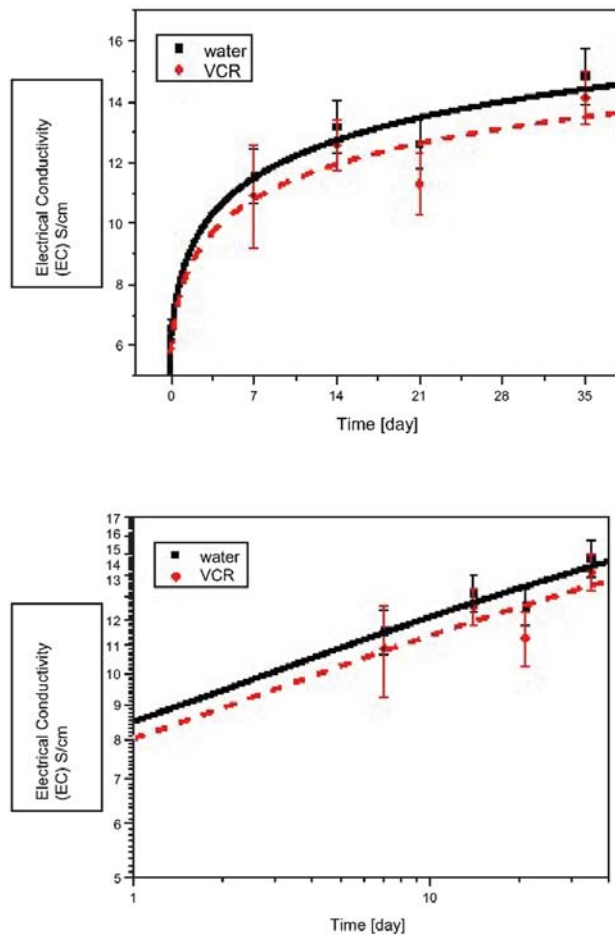 16
14
12
10
8
6
Electrical Conductivity
(EC) S/cm
water
VCR
0 7 14 21 28 35
Time [day]
17
16
15
14
13
12
11
10
9
8
7
6
5
Electrical Conductivity
(EC) S/cm
water
VCR
1 10
Time [day]